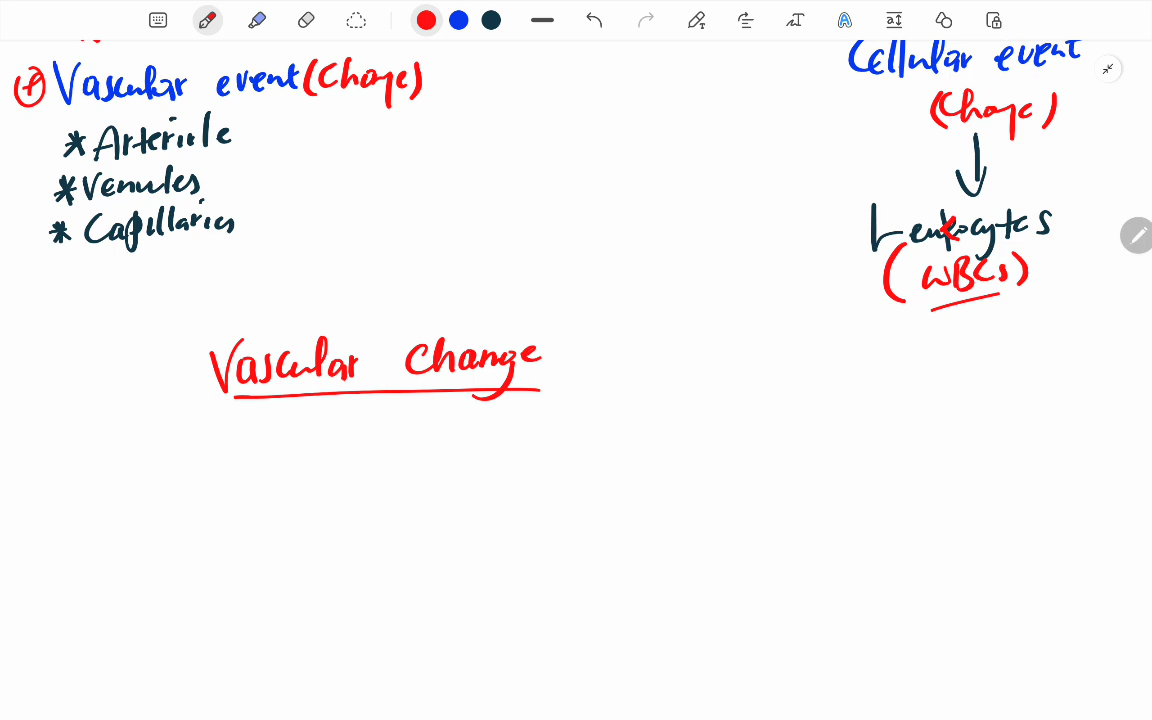 Vascular event (Change)
* Arteriole
* Venules
* Capillaries
Cellular event
(Change)
Leukocytes
(WBCs)
Vascular Change